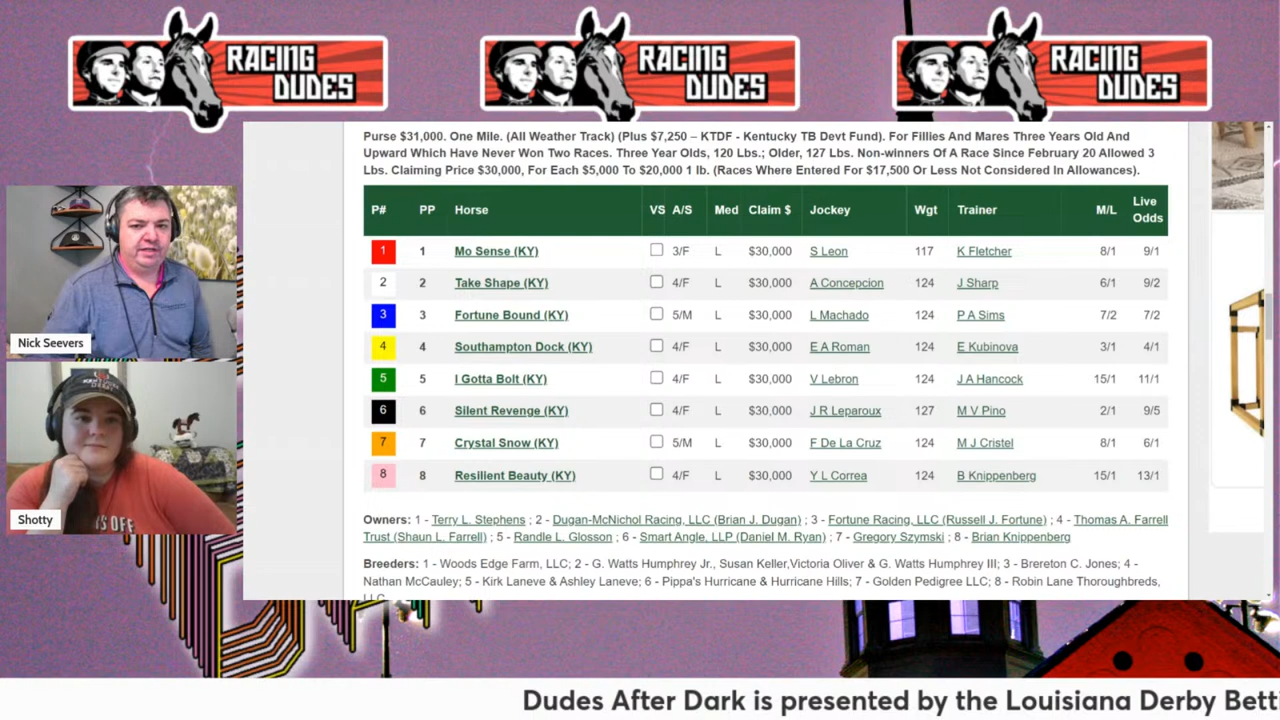 RACING
DUDES
RACING
DUDES
RACING
DUDES
Purse $31,000. One Mile. (All Weather Track) (Plus $7,250 – KTDF - Kentucky TB Devt Fund). For Fillies And Mares Three Years Old And
Upward Which Have Never Won Two Races. Three Year Olds, 120 Lbs.; Older, 127 Lbs. Non-winners Of A Race Since February 20 Allowed 3
Lbs. Claiming Price $30,000, For Each $5,000 To $20,000 1 lb. (Races Where Entered For $17,500 Or Less Not Considered In Allowances).
P# PP Horse VS A/S Med Claim $ Jockey Wgt Trainer M/L Live Odds
1 1 Mo Sense (KY) 3/F L $30,000 S Leon 117 K Fletcher 8/1 9/1
2 2 Take Shape (KY) 4/F L $30,000 A Concepcion 124 J Sharp 6/1 9/2
3 3 Fortune Bound (KY) 5/M L $30,000 L Machado 124 P A Sims 7/2 7/2
4 4 Southampton Dock (KY) 4/F L $30,000 E A Roman 124 E Kubinova 3/1 4/1
5 5 I Gotta Bolt (KY) 4/F L $30,000 V Lebron 124 J A Hancock 15/1 11/1
6 6 Silent Revenge (KY) 4/F L $30,000 J R Leparoux 127 M V Pino 2/1 9/5
7 7 Crystal Snow (KY) 5/M L $30,000 F De La Cruz 124 M J Cristel 8/1 6/1
8 8 Resilient Beauty (KY) 4/F L $30,000 Y L Correa 124 B Knippenberg 15/1 13/1
Owners: 1 - Terry L. Stephens ; 2 - Dugan-McNichol Racing, LLC (Brian J. Dugan) ; 3 - Fortune Racing, LLC (Russell J. Fortune) ; 4 - Thomas A. Farrell
Trust (Shaun L. Farrell) ; 5 - Randle L. Glosson ; 6 - Smart Angle, LLP (Daniel M. Ryan) ; 7 - Gregory Szymski ; 8 - Brian Knippenberg
Breeders: 1 - Woods Edge Farm, LLC; 2 - G. Watts Humphrey Jr., Susan Keller,Victoria Oliver & G. Watts Humphrey III; 3 - Brereton C. Jones; 4 -
Nathan McCauley; 5 - Kirk Laneve & Ashley Laneve; 6 - Pippa's Hurricane & Hurricane Hills; 7 - Golden Pedigree LLC; 8 - Robin Lane Thoroughbreds,
LLC
Nick Seevers
IS OFF
Shotty
Dudes After Dark is presented by the Louisiana Derby Betti